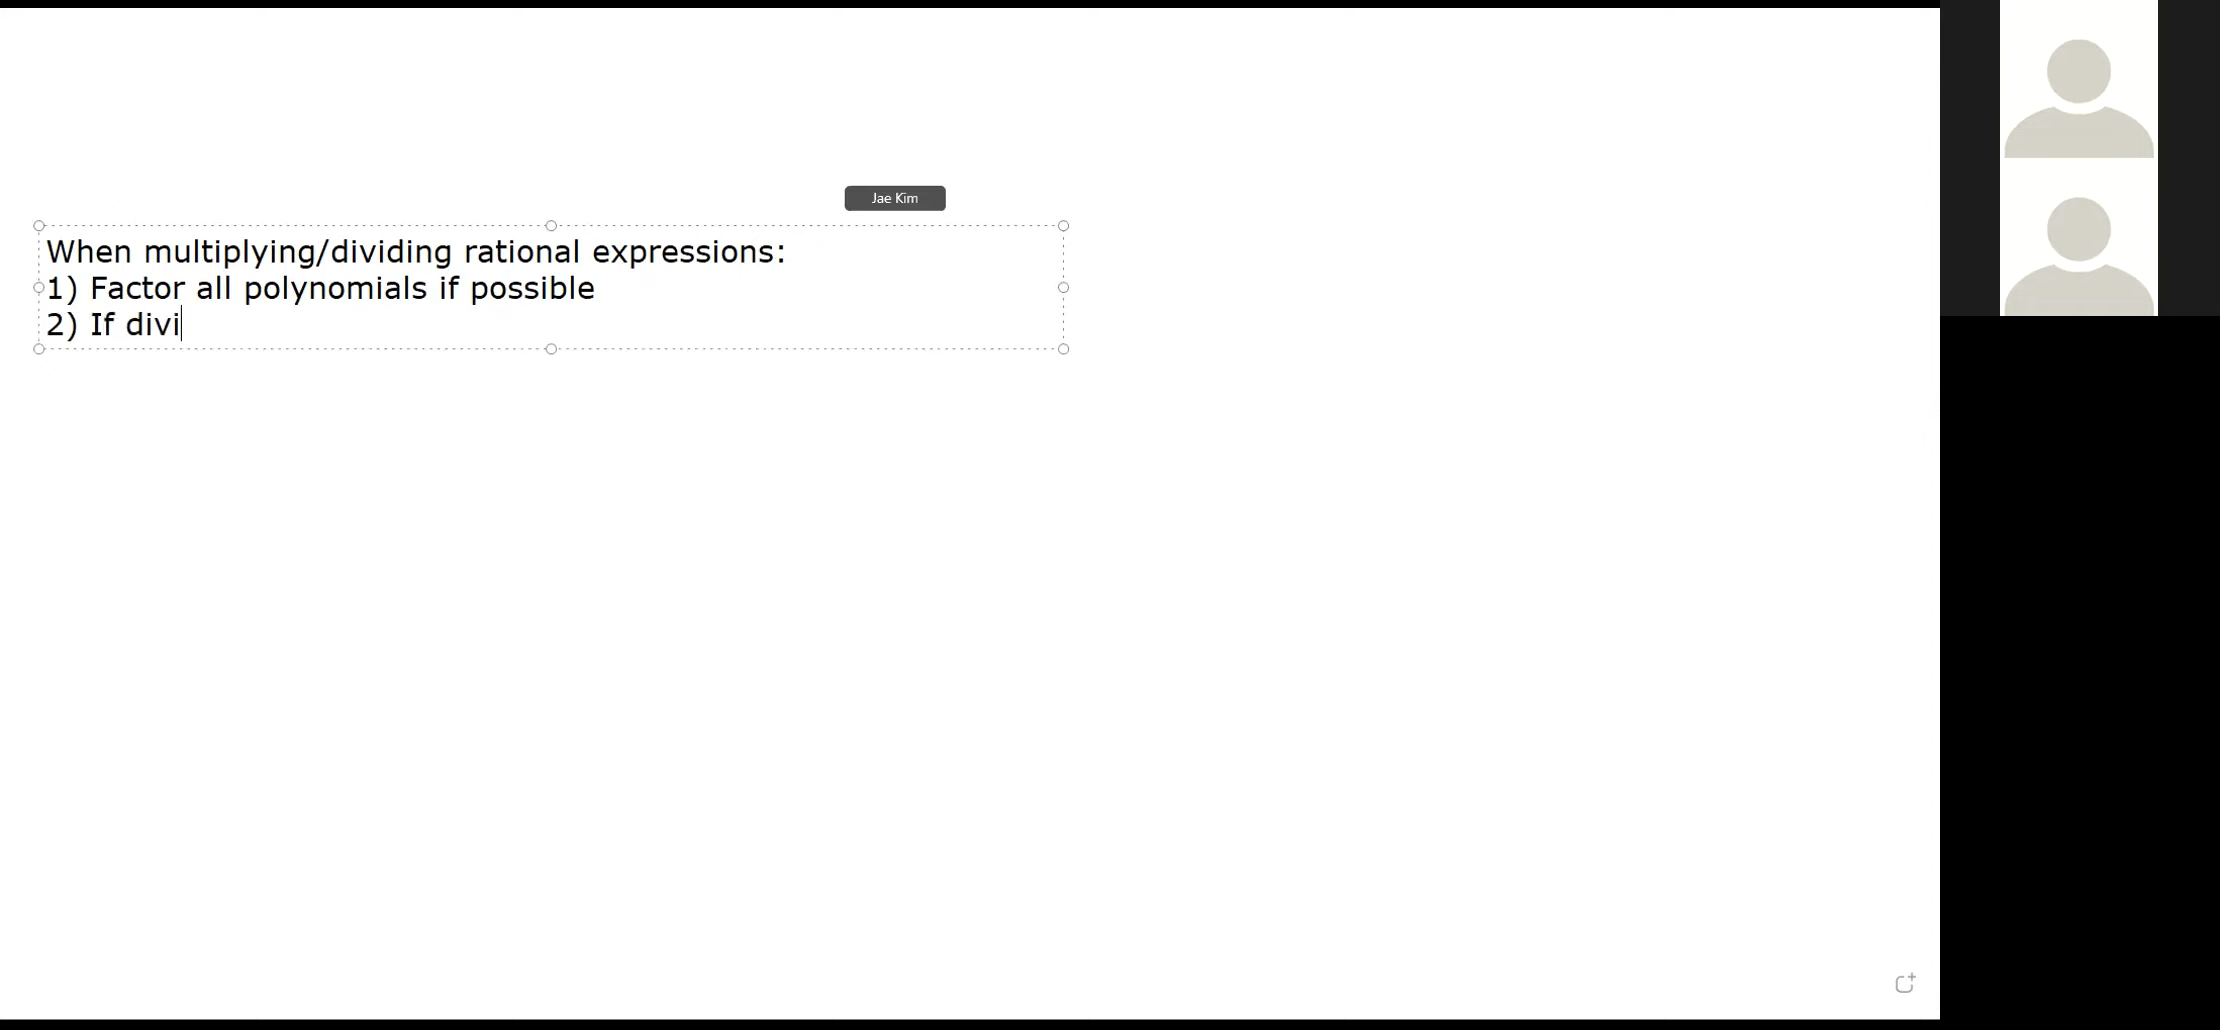 Jae Kim
When multiplying/dividing rational expressions:
1) Factor all polynomials if possible
2) If divi